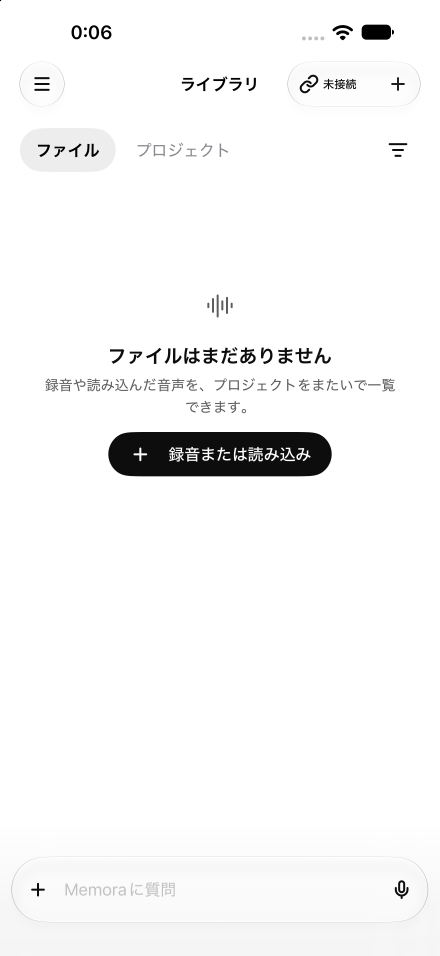 0:06
ライブラリ
未接続
ファイル
プロジェクト
ファイルはまだありません
録音や読み込んだ音声を、プロジェクトをまたいで一覧
できます。
録音または読み込み
Memoraに質問